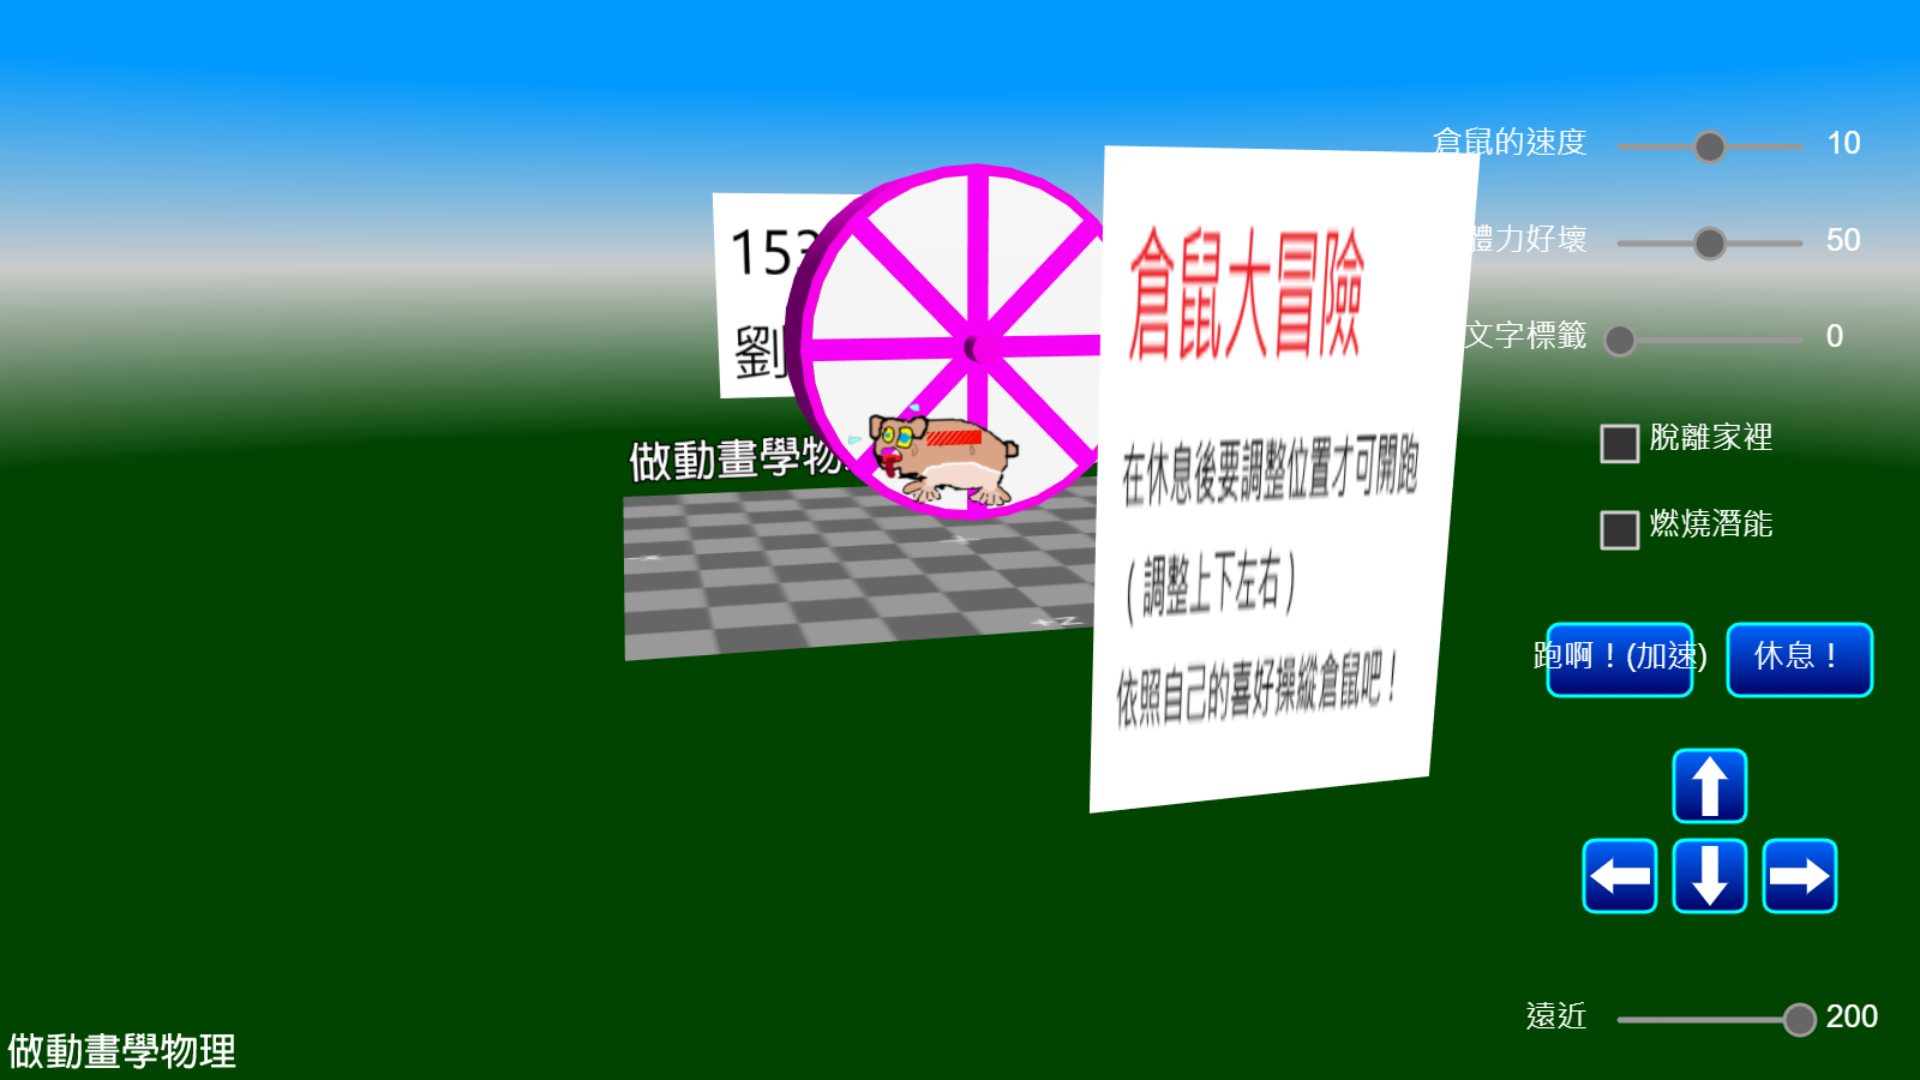 倉鼠的速度 10
體力好壞 50
文字標籤 0
脫離家裡
燃燒潛能
跑啊！(加速)
休息！
遠近 200
153
劉
做動畫學物
倉鼠大冒險
在休息後要調整位置才可開跑
(調整上下左右)
依照自己的喜好操縱倉鼠吧！
+Z
做動畫學物理